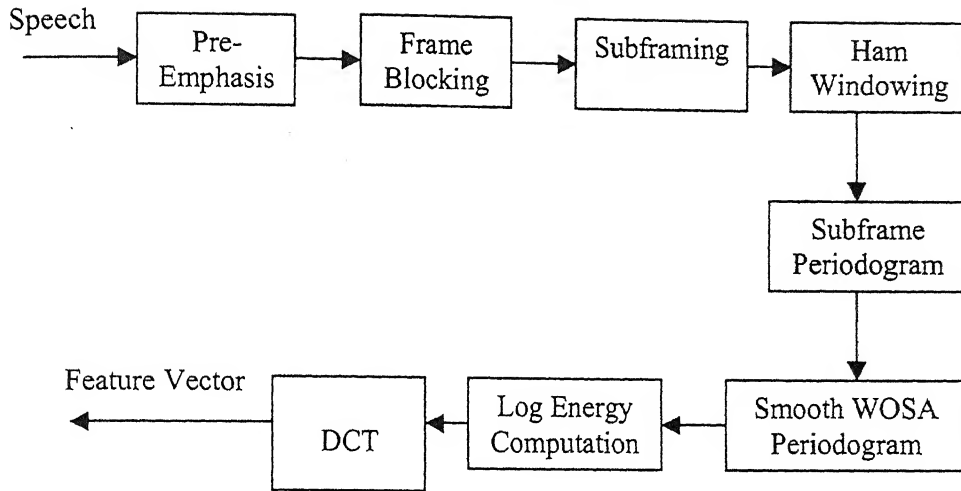 Speech
Pre-
Emphasis
Frame
Blocking
Subframing
Ham
Windowing
Subframe
Periodogram
Smooth WOSA
Periodogram
Log Energy
Computation
DCT
Feature Vector